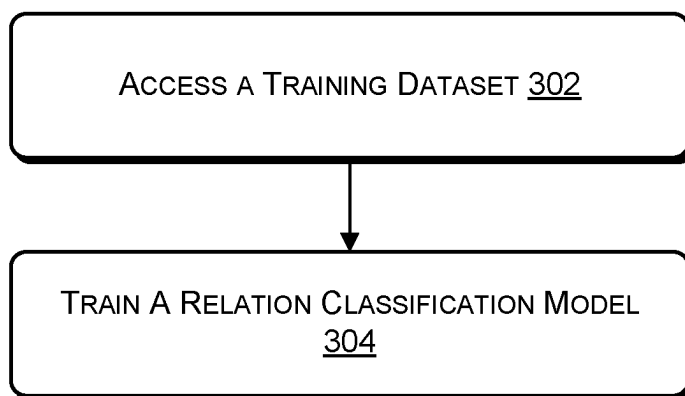 ACCESS A TRAINING DATASET 302
TRAIN A RELATION CLASSIFICATION MODEL
304